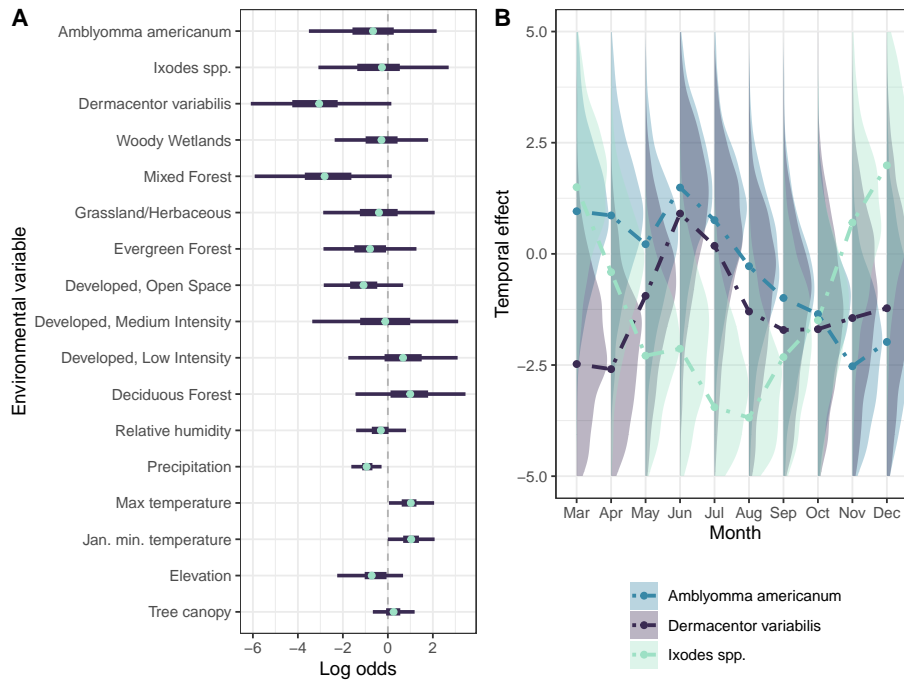 A
Environmental variable
Amblyomma americanum
Ixodes spp.
Dermacentor variabilis
Woody Wetlands
Mixed Forest
Grassland/Herbaceous
Evergreen Forest
Developed, Open Space
Developed, Medium Intensity
Developed, Low Intensity
Deciduous Forest
Relative humidity
Precipitation
Max temperature
Jan. min. temperature
Elevation
Tree canopy
−6 −4 −2 0 2
Log odds
B
Temporal effect
5.0
2.5
0.0
−2.5
−5.0
Mar Apr May Jun Jul Aug Sep Oct Nov Dec
Month
Amblyomma americanum
Dermacentor variabilis
Ixodes spp.